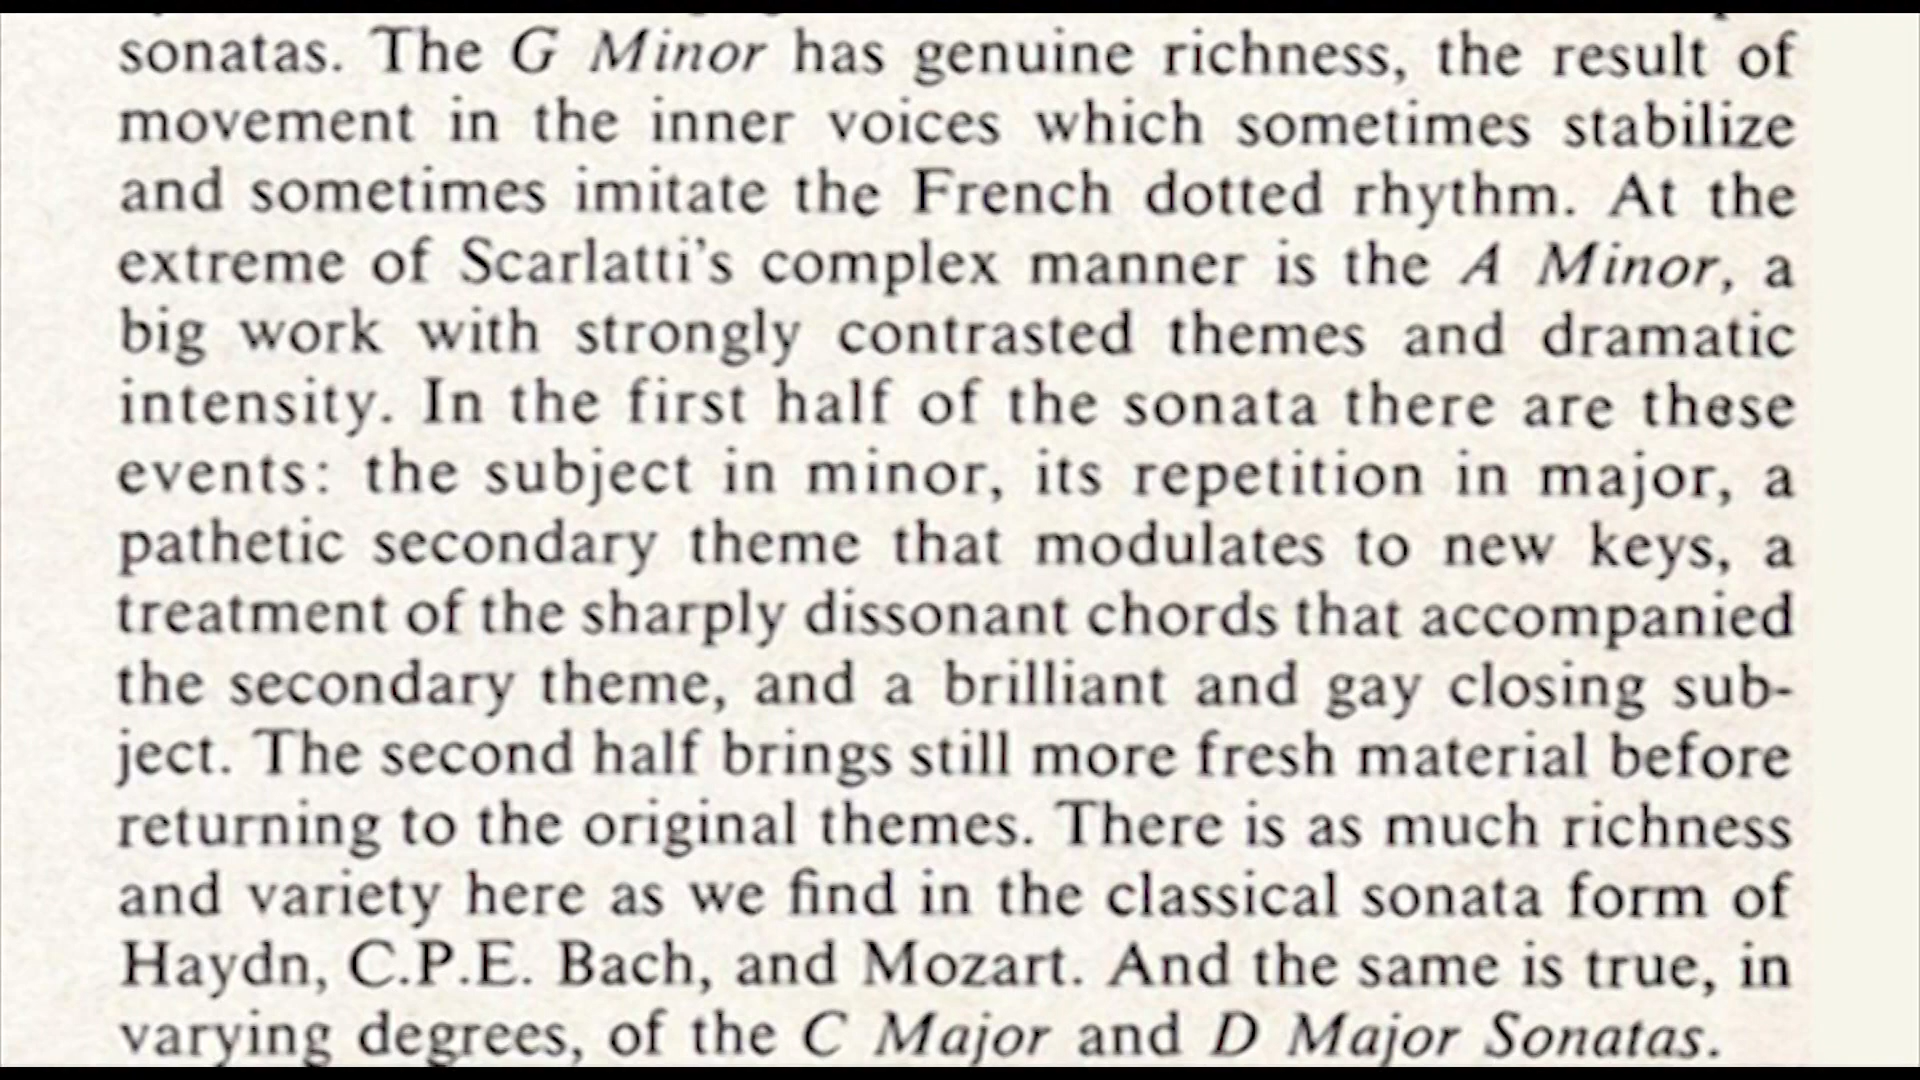 sonatas. The G Minor has genuine richness, the result of
movement in the inner voices which sometimes stabilize
and sometimes imitate the French dotted rhythm. At the
extreme of Scarlatti's complex manner is the A Minor, a
big work with strongly contrasted themes and dramatic
intensity. In the first half of the sonata there are these
events: the subject in minor, its repetition in major, a
pathetic secondary theme that modulates to new keys, a
treatment of the sharply dissonant chords that accompanied
the secondary theme, and a brilliant and gay closing sub-
ject. The second half brings still more fresh material before
returning to the original themes. There is as much richness
and variety here as we find in the classical sonata form of
Haydn, C.P.E. Bach, and Mozart. And the same is true, in
varying degrees, of the C Major and D Major Sonatas.